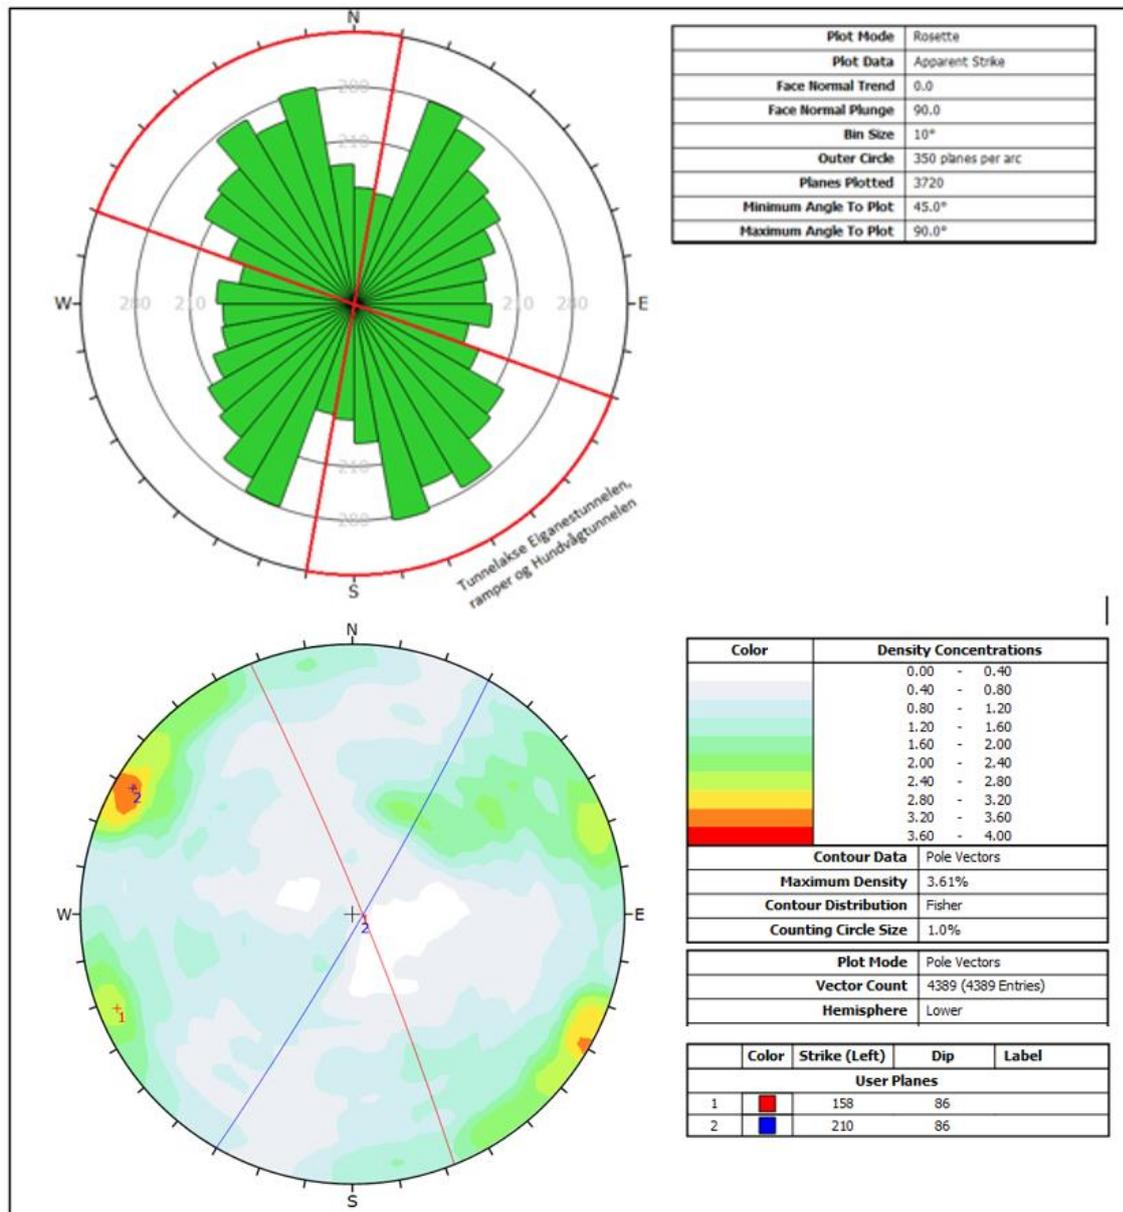 N
Plot Mode Rosette
Plot Data Apparent Strike
Face Normal Trend 0.0
Face Normal Plunge 90.0
Bin Size 10°
Outer Circle 350 planes per arc
Planes Plotted 3720
Minimum Angle To Plot 45.0°
Maximum Angle To Plot 90.0°
280
210
W 280 210 210 280 E
210
280
S
Tunnelakse Eiganestunnelen,
ramper og Hundvågtunnelen
N
W E
S
2
1
1
2
Color Density Concentrations
0.00 - 0.40
0.40 - 0.80
0.80 - 1.20
1.20 - 1.60
1.60 - 2.00
2.00 - 2.40
2.40 - 2.80
2.80 - 3.20
3.20 - 3.60
3.60 - 4.00
Contour Data Pole Vectors
Maximum Density 3.61%
Contour Distribution Fisher
Counting Circle Size 1.0%
Plot Mode Pole Vectors
Vector Count 4389 (4389 Entries)
Hemisphere Lower
Color Strike (Left) Dip Label
User Planes
1 158 86
2 210 86